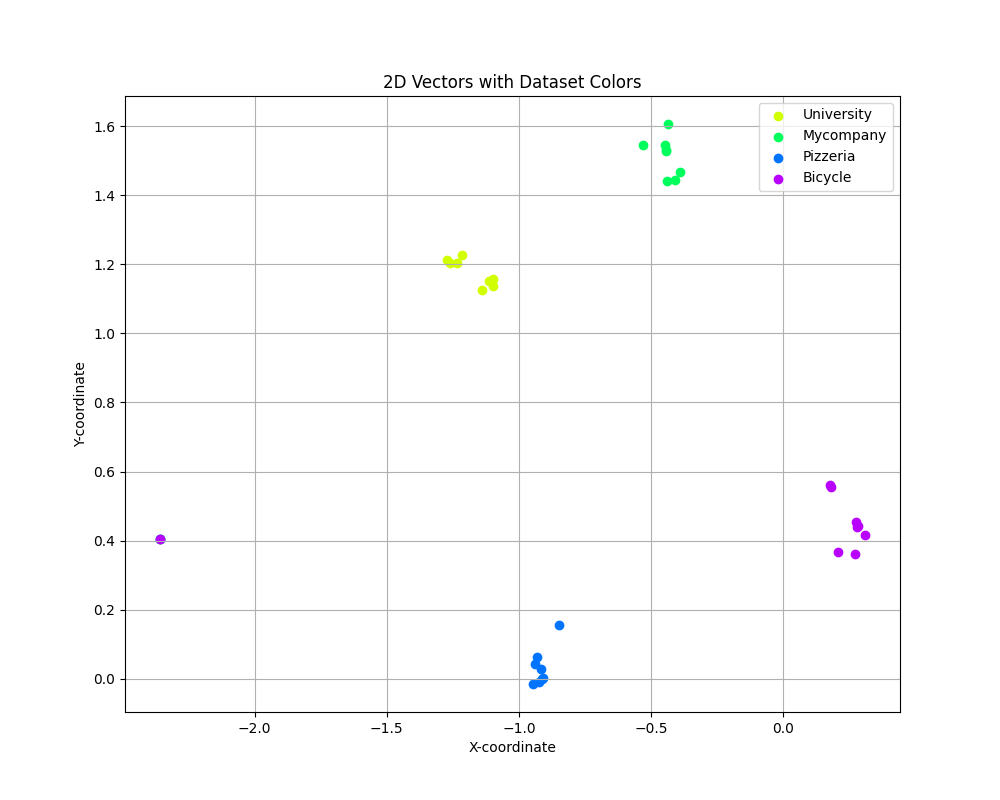 2D Vectors with Dataset Colors
University
Mycompany
Pizzeria
Bicycle
1.6
1.4
1.2
1.0
0.8
0.6
0.4
0.2
0.0
Y-coordinate
−2.0 −1.5 −1.0 −0.5 0.0
X-coordinate